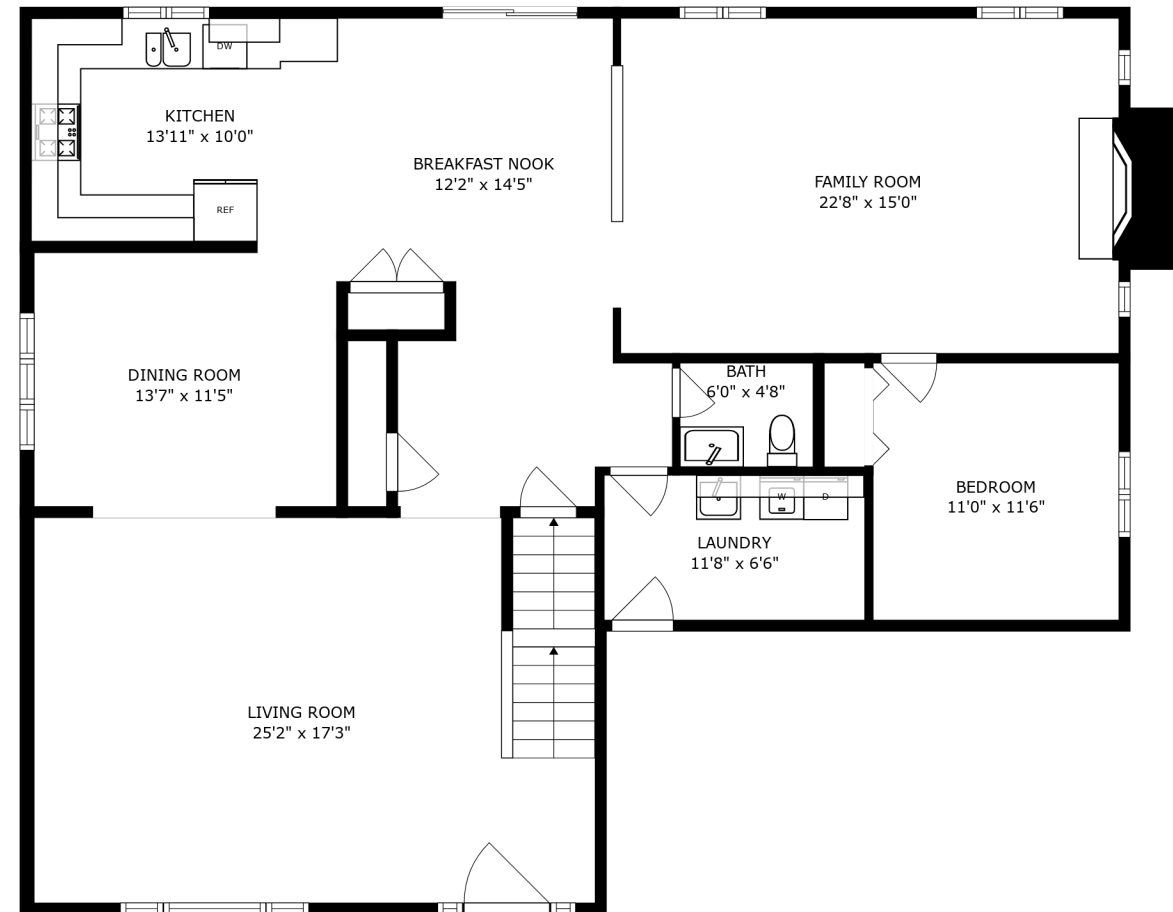 DW
KITCHEN
13'11" x 10'0"
BREAKFAST NOOK
12'2" x 14'5"
FAMILY ROOM
22'8" x 15'0"
REF
DINING ROOM
13'7" x 11'5"
BATH
6'0" x 4'8"
BEDROOM
11'0" x 11'6"
W
D
LAUNDRY
11'8" x 6'6"
LIVING ROOM
25'2" x 17'3"